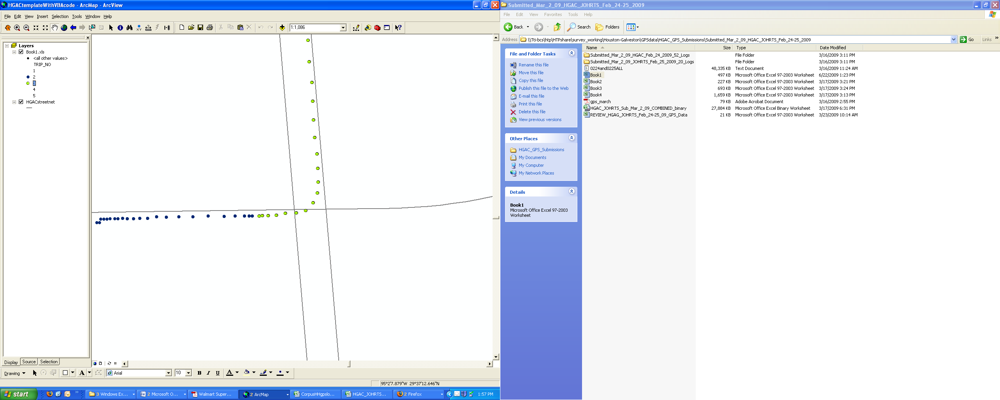 HGACtemplateWithVBAcode - ArcMap - ArcView
File Edit View Insert Selection Tools Window Help
1:1,086
Layers
Book1.xls
<all other values>
TRIP_NO
1
2
3
4
5
HGACstreetnet
Display Source Selection
Drawing A Arial 10 B I U A
95°2'7.879"W 29°37'12.646"N
start 3 Windows Ex... 2 Microsoft O... Walmart Super... 2 ArcMap CorpusHHgpslo... HGAC_JOHRTS... 2 Firefox 1:57 PM
Submitted_Mar_2_09_HGAC_JOHRTS_Feb_24-25_2009
File Edit View Favorites Tools Help
Back Search Folders
Address \\Tti-bcs\htp\HTPshare\survey_working\Houston-Galveston\GPSdata\HGAC_GPS_Submissions\Submitted_Mar_2_09_HGAC_JOHRTS_Feb_24-25_2009 Go Links »
File and Folder Tasks
Rename this file
Move this file
Copy this file
Publish this file to the Web
E-mail this file
Print this file
Delete this file
View previous versions
Other Places
HGAC_GPS_Submissions
My Documents
My Computer
My Network Places
Details
Book1
Microsoft Office Excel 97-2003
Worksheet
Name Size Type Date Modified
Submitted_Mar_2_09_HGAC_Feb_24_2009_52_Logs File Folder 3/16/2009 3:11 PM
Submitted_Mar_2_09_JOHRTS_Feb_25_2009_20_Logs File Folder 3/16/2009 3:11 PM
0224and0225ALL 48,335 KB Text Document 3/16/2009 11:24 AM
Book1 497 KB Microsoft Office Excel 97-2003 Worksheet 6/22/2009 1:23 PM
Book2 227 KB Microsoft Office Excel 97-2003 Worksheet 3/17/2009 3:21 PM
Book3 693 KB Microsoft Office Excel 97-2003 Worksheet 3/17/2009 3:24 PM
Book4 1,659 KB Microsoft Office Excel 97-2003 Worksheet 3/17/2009 3:13 PM
gps_march 79 KB Adobe Acrobat Document 3/16/2009 2:55 PM
HGAC_JOHRTS_Sub_Mar_2_09_COMBINED_binary 27,884 KB Microsoft Office Excel Binary Worksheet 3/17/2009 6:31 PM
REVIEW_HGAG_JOHRTS_Feb_24-25_09_GPS_Data 21 KB Microsoft Office Excel 97-2003 Worksheet 3/23/2009 10:14 AM